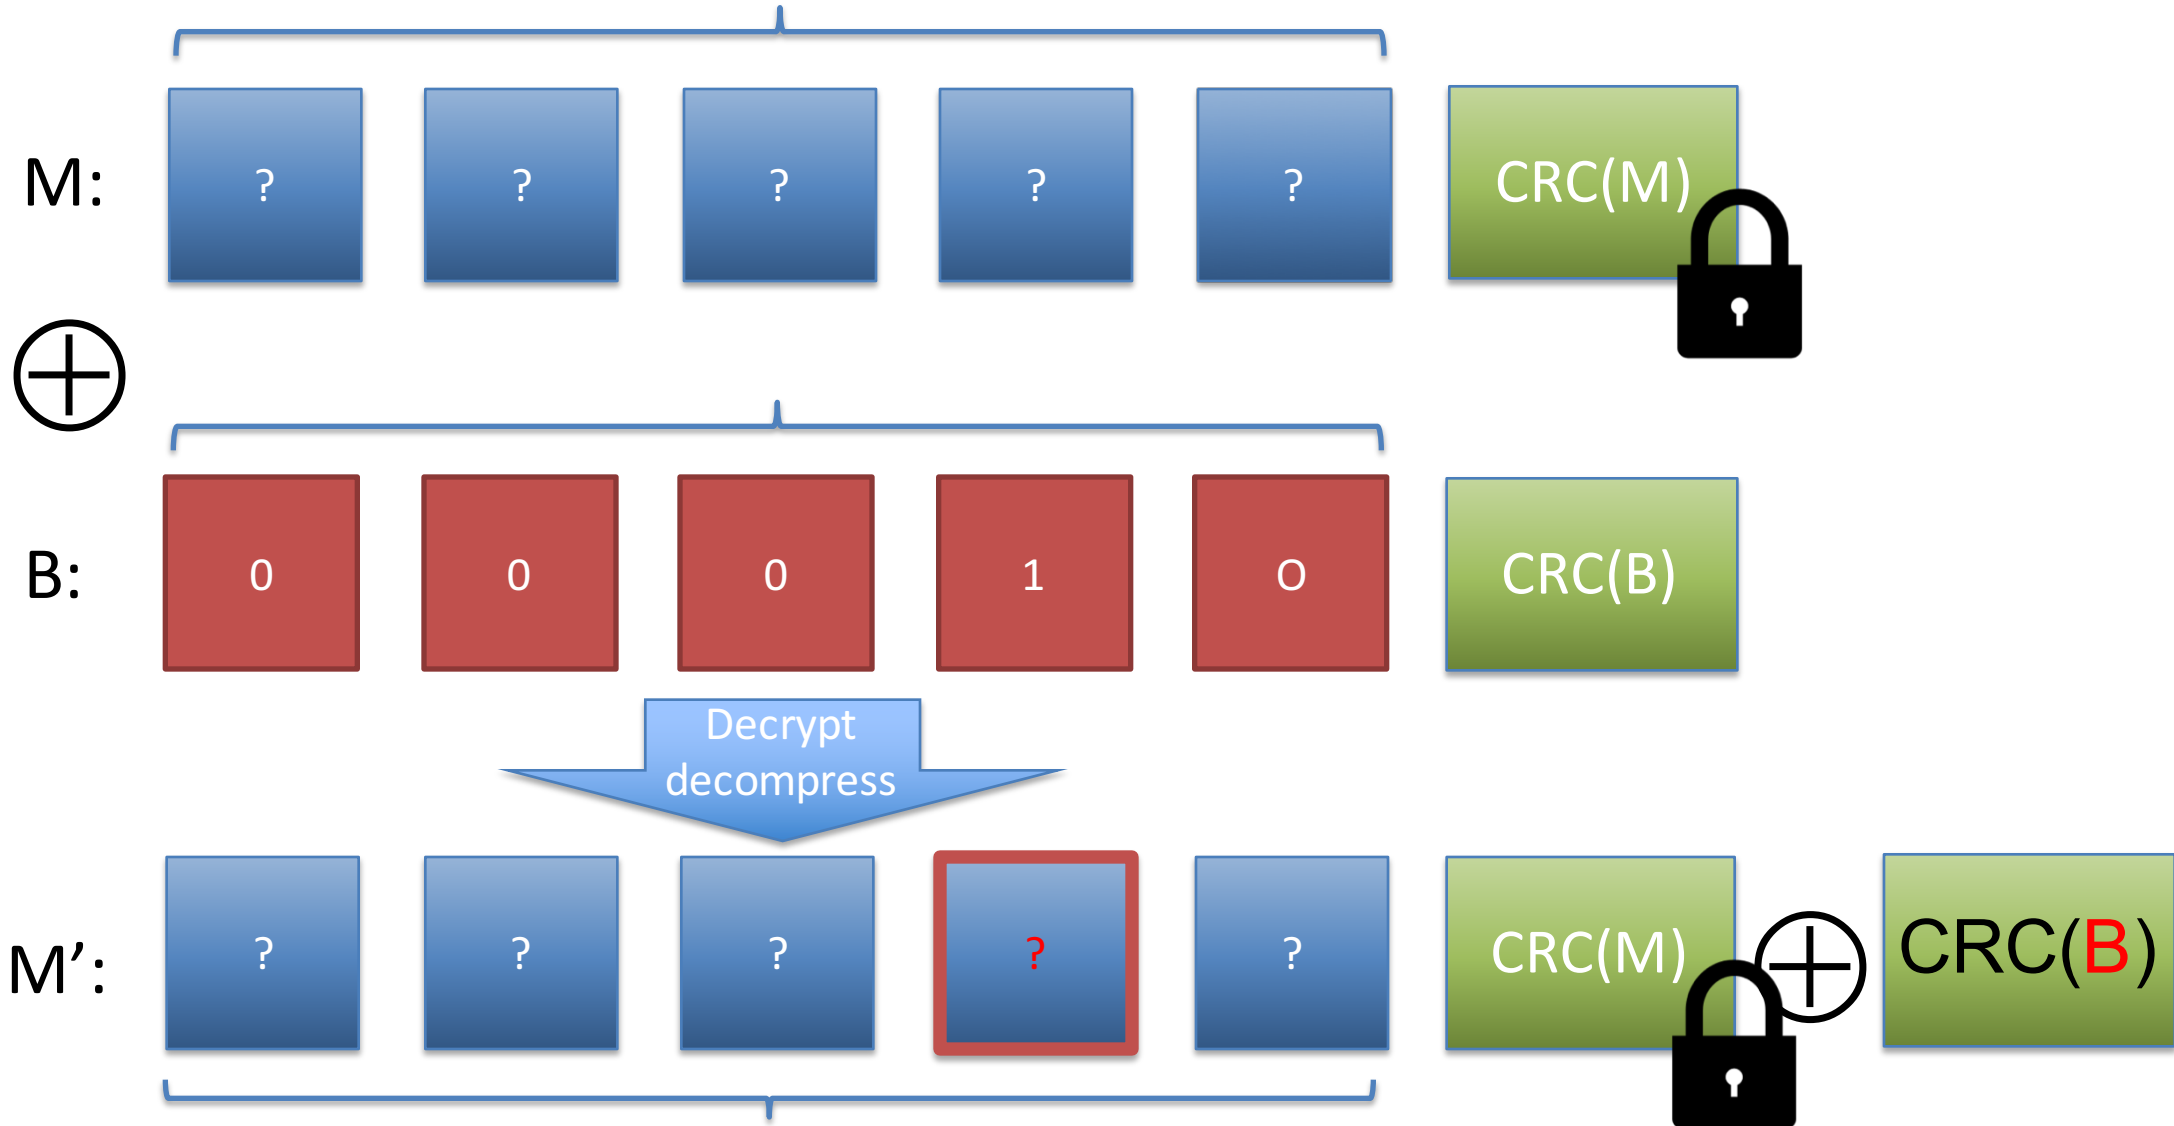 M: ? ? ? ? ? CRC(M)
B: 0 0 0 1 O CRC(B)
Decrypt
decompress
M’: ? ? ? ? ? CRC(M) CRC(B)